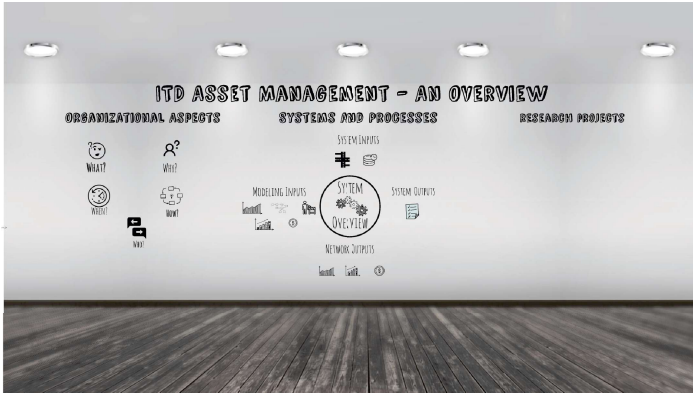 ITD ASSET MANAGEMENT - AN OVERVIEW
ORGANIZATIONAL ASPECTS
SYSTEMS AND PROCESSES
RESEARCH PROJECTS
WHAT?
WHY?
WHEN?
HOW?
WHO?
SYSTEM INPUTS
MODELING INPUTS
SYSTEM
OVERVIEW
SYSTEM OUTPUTS
NETWORK OUTPUTS